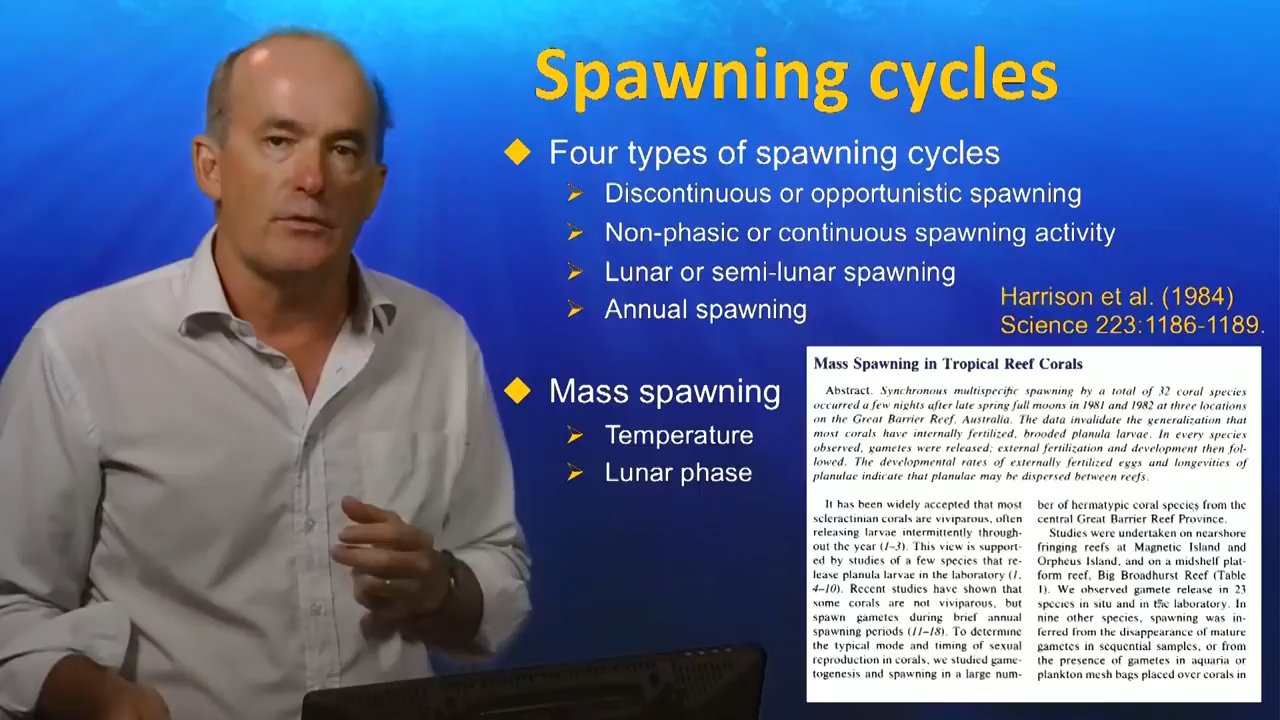 Spawning cycles
Four types of spawning cycles
Discontinuous or opportunistic spawning
Non-phasic or continuous spawning activity
Lunar or semi-lunar spawning
Annual spawning
Harrison et al. (1984)
Science 223:1186-1189.
Mass spawning
Temperature
Lunar phase
Mass Spawning in Tropical Reef Corals
Abstract. Synchronous multispecific spawning by a total of 32 coral species
occurred a few nights after late spring full moons in 1981 and 1982 at three locations
on the Great Barrier Reef, Australia. The data invalidate the generalization that
most corals have internally fertilized, brooded planula larvae. In every species
observed, gametes were released; external fertilization and development then fol-
lowed. The developmental rates of externally fertilized eggs and longevities of
planulae indicate that planulae may be dispersed between reefs.
It has been widely accepted that most
scleractinian corals are viviparous, often
releasing larvae intermittently through-
out the year (1–3). This view is support-
ed by studies of a few species that re-
lease planula larvae in the laboratory (1,
4–10). Recent studies have shown that
some corals are not viviparous, but
spawn gametes during brief annual
spawning periods (11–18). To determine
the typical mode and timing of sexual
reproduction in corals, we studied game-
togenesis and spawning in a large num-
ber of hermatypic coral species from the
central Great Barrier Reef Province.
Studies were undertaken on nearshore
fringing reefs at Magnetic Island and
Orpheus Island, and on a midshelf plat-
form reef, Big Broadhurst Reef (Table
1). We observed gamete release in 23
species in situ and in the laboratory. In
nine other species, spawning was in-
ferred from the disappearance of mature
gametes in sequential samples, or from
the presence of gametes in aquaria or
plankton mesh bags placed over corals in